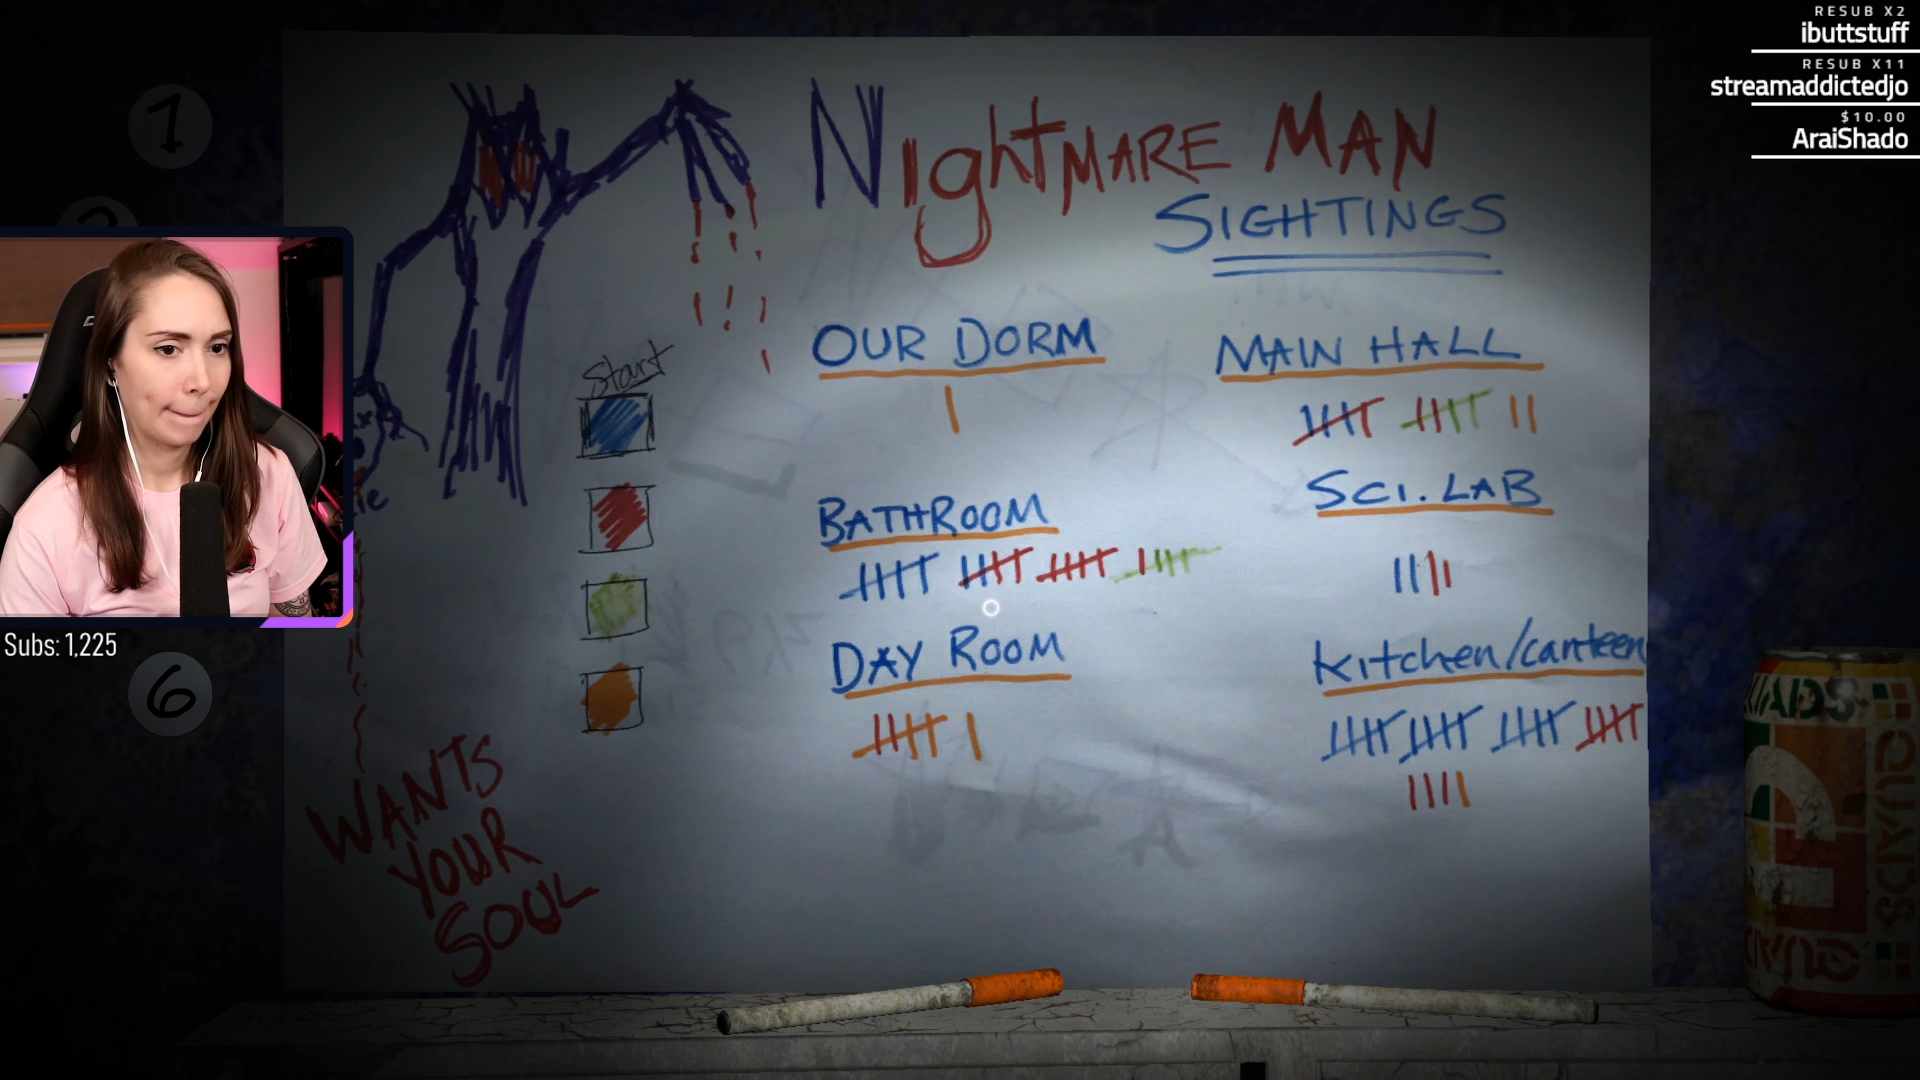 RESUB X2
ibuttstuff
RESUB X11
streamaddictedjo
$10.00
AraiShado
1
2
6
Subs: 1,225
NightMARE MAN
SIGHTINGS
Start
OUR DORM
MAIN HALL
BATHROOM
SCI. LAB
DAY ROOM
kitchen/canteen
WANTS
YOUR
SOUL